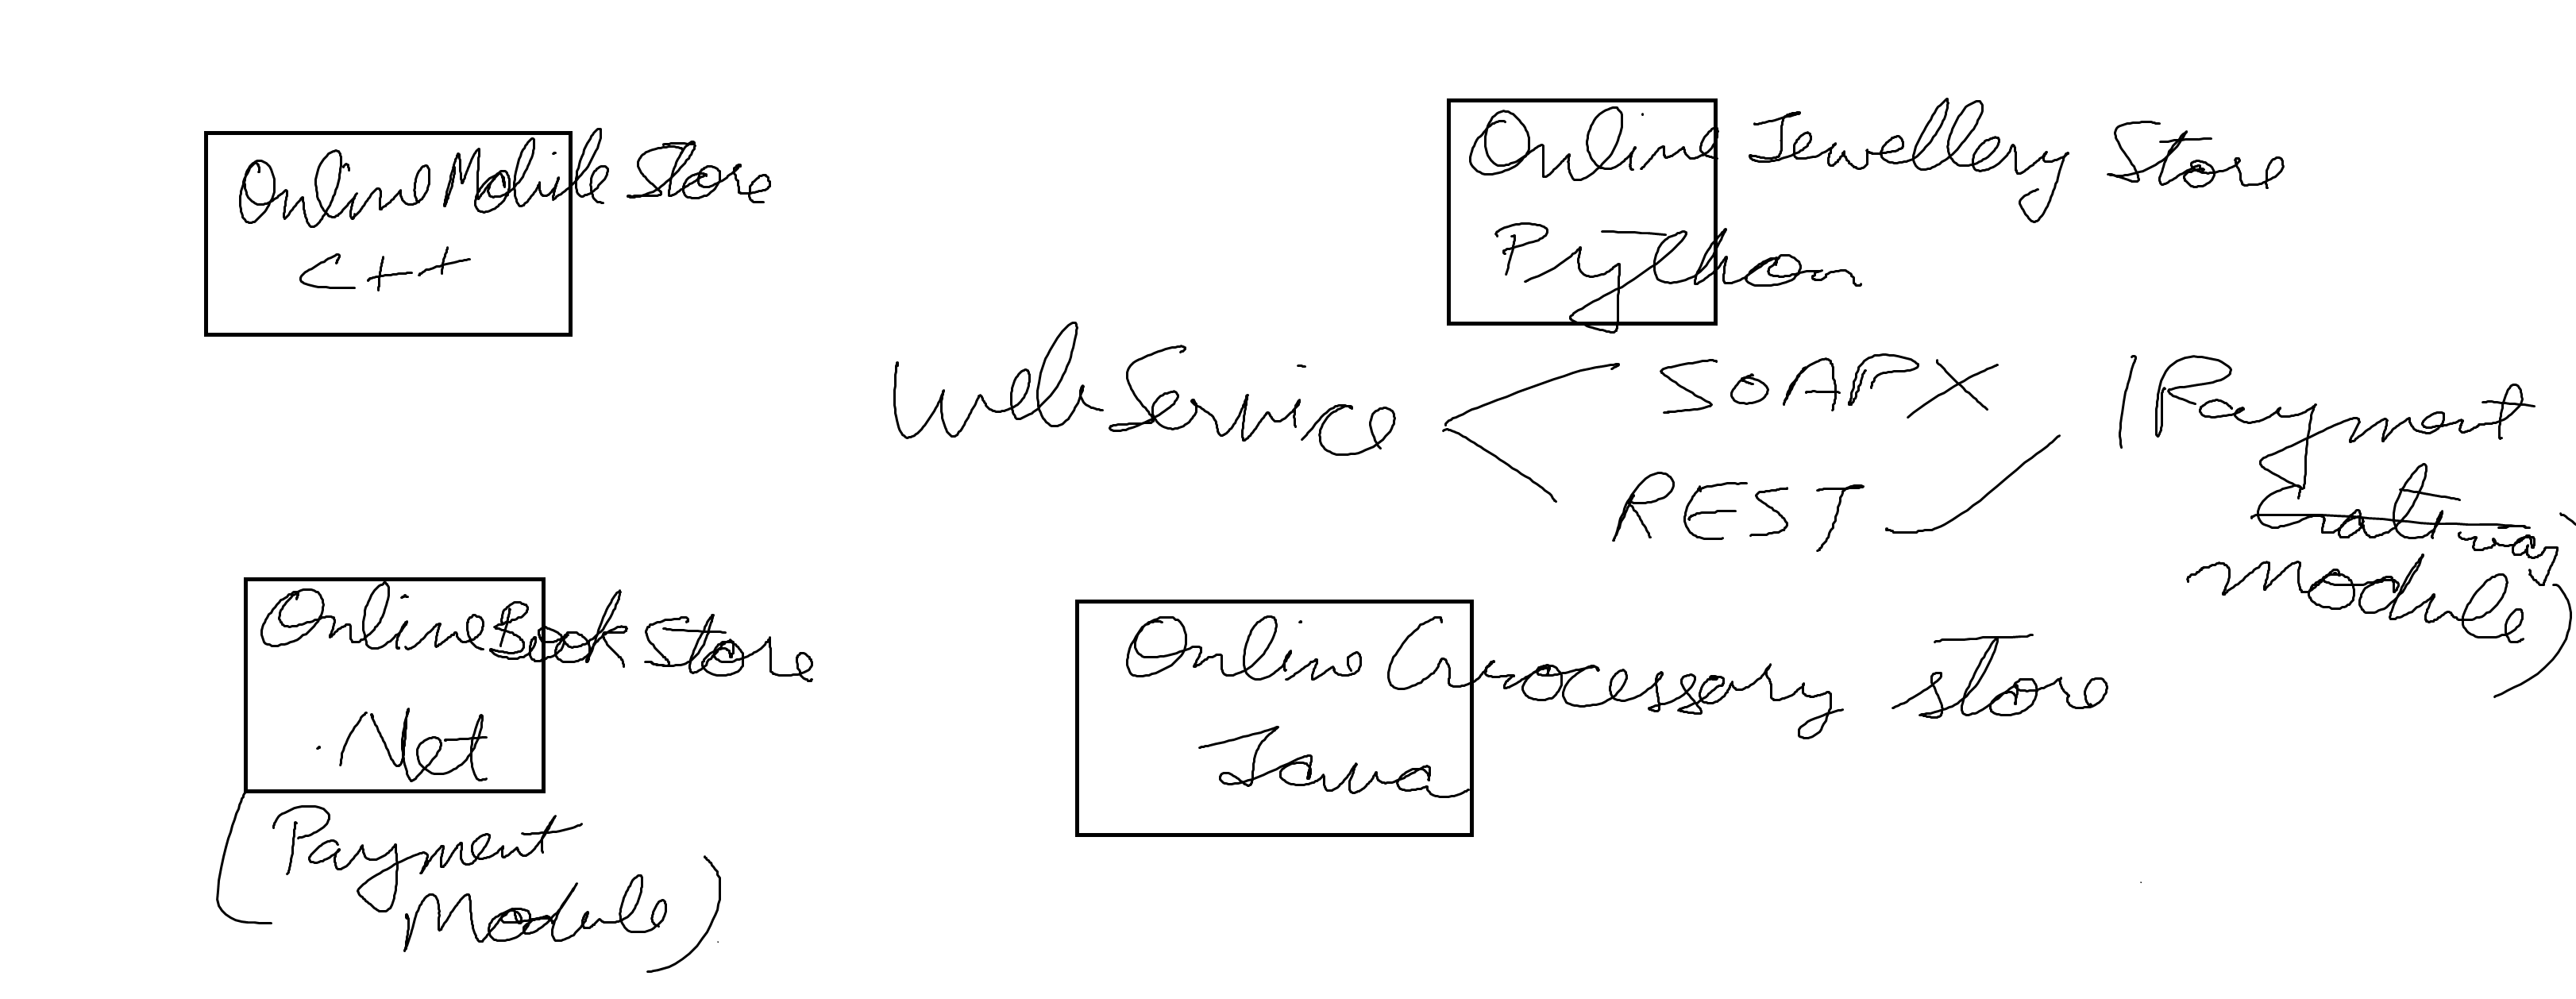 Online Mobile Store
C++
Online Jewellery Store
Python
Web Service
SOAP X
REST
(Payment
Gateway
Module)
Online Book Store
.Net
(Payment
Module)
Online store
Java